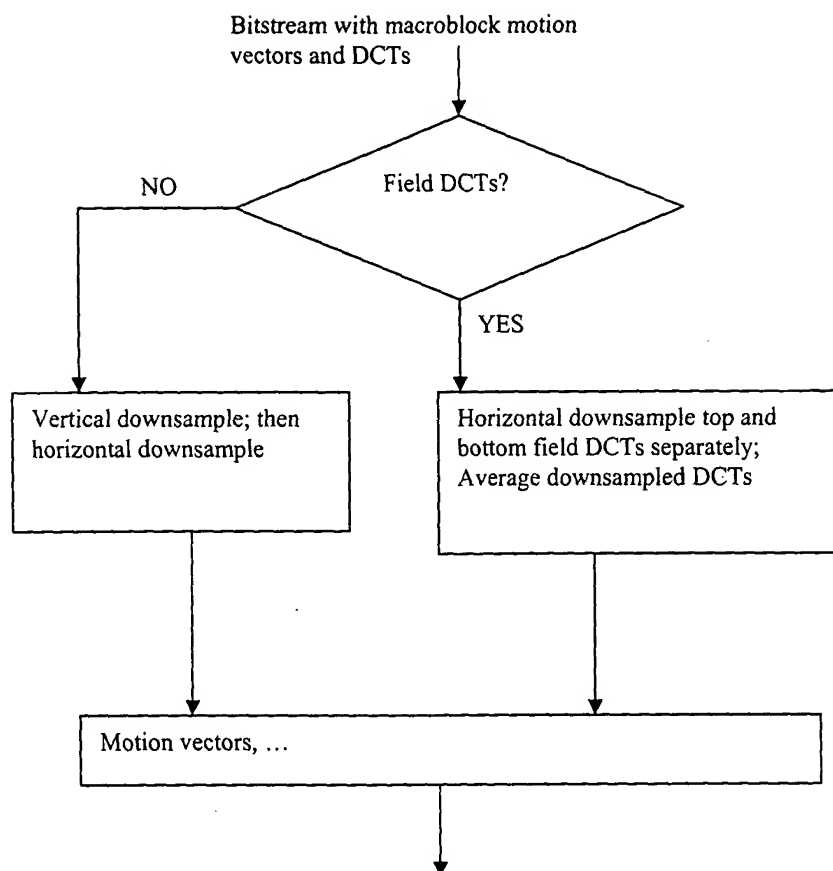 Bitstream with macroblock motion
vectors and DCTs
Field DCTs?
NO
YES
Vertical downsample; then
horizontal downsample
Horizontal downsample top and
bottom field DCTs separately;
Average downsampled DCTs
Motion vectors, …